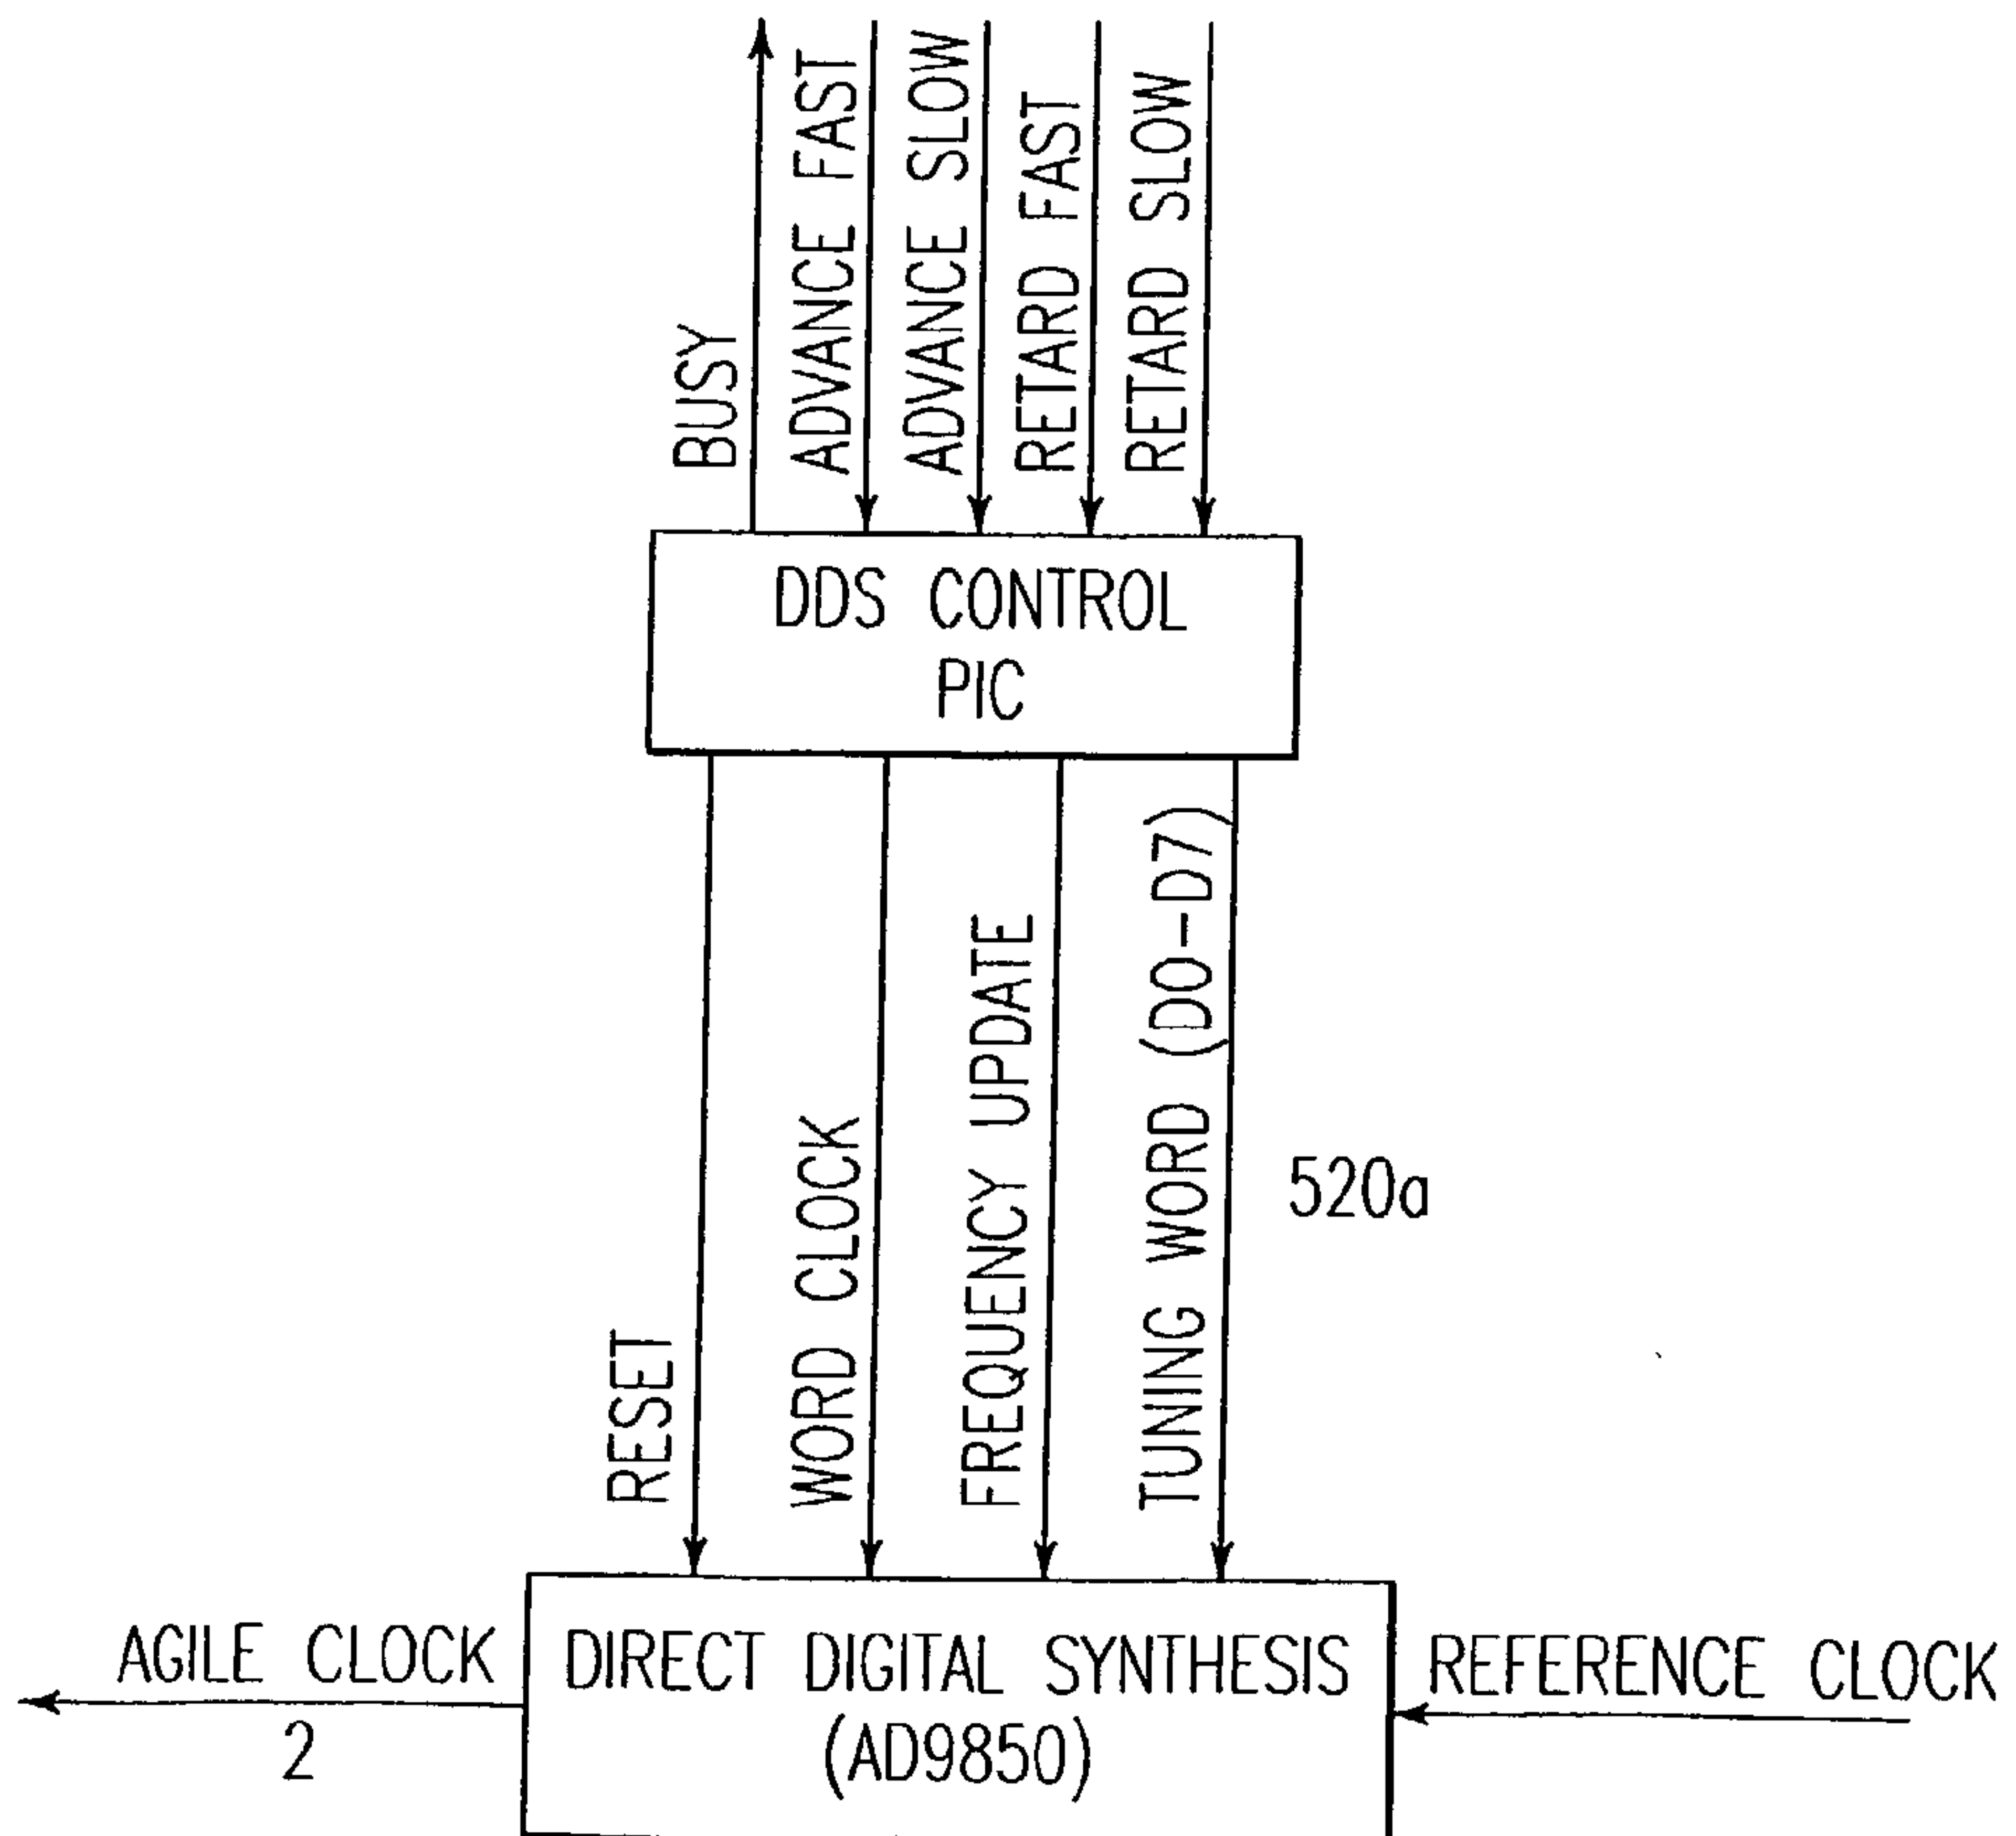 BUSY
ADVANCE FAST
ADVANCE SLOW
RETARD FAST
RETARD SLOW
DDS CONTROL
PIC
RESET
WORD CLOCK
FREQUENCY UPDATE
TUNING WORD (D0-D7)
520a
AGILE CLOCK
2
DIRECT DIGITAL SYNTHESIS
(AD9850)
REFERENCE CLOCK